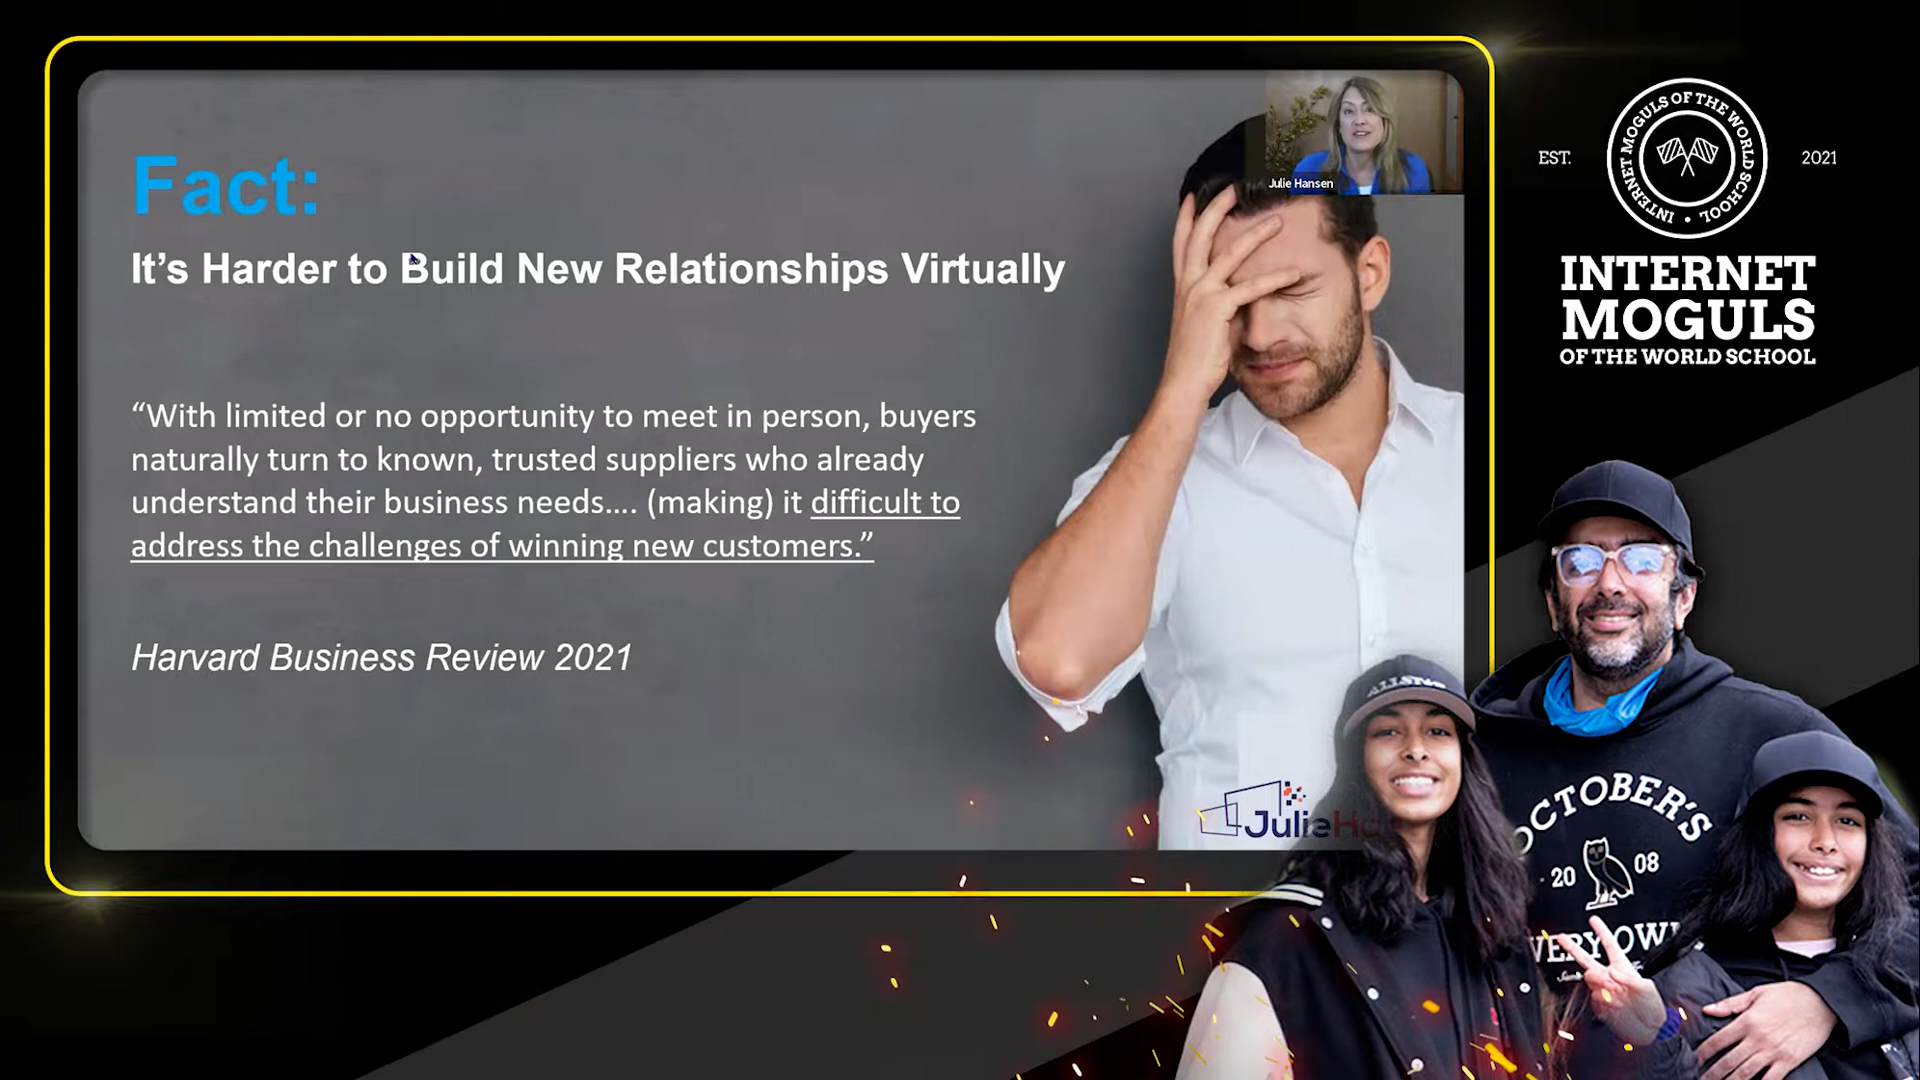 Fact:
It's Harder to Build New Relationships Virtually
“With limited or no opportunity to meet in person, buyers
naturally turn to known, trusted suppliers who already
understand their business needs…. (making) it difficult to
address the challenges of winning new customers.”
Harvard Business Review 2021
Julie Hansen
Julie
EST.
2021
INTERNET MOGULS OF THE WORLD SCHOOL
INTERNET
MOGULS
OF THE WORLD SCHOOL
OCTOBER'S
20 08
VERY OW